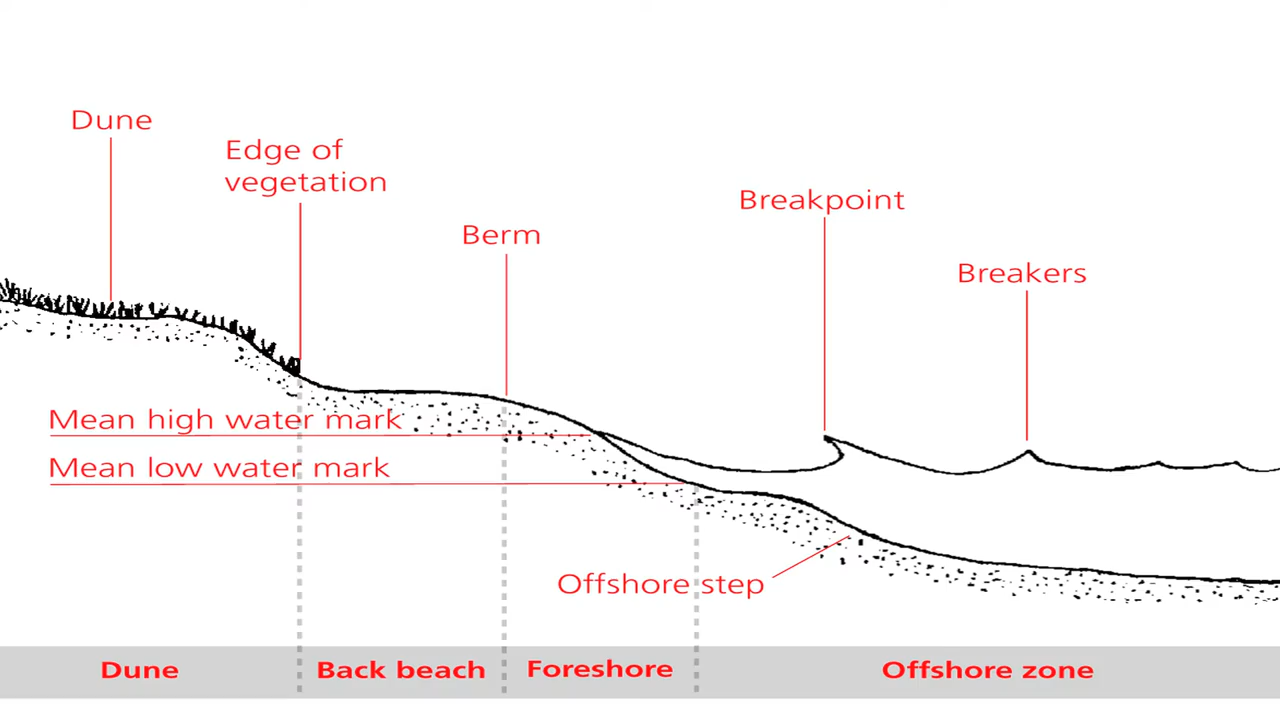 Dune
Edge of
vegetation
Breakpoint
Berm
Breakers
Mean high water mark
Mean low water mark
Offshore step
Dune
Back beach
Foreshore
Offshore zone